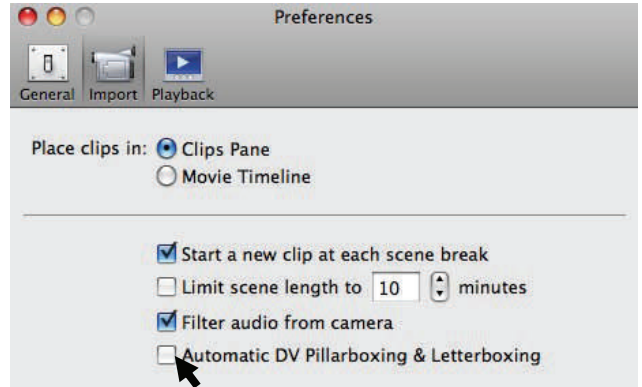 Preferences
General Import Playback
Place clips in: Clips Pane
Movie Timeline
Start a new clip at each scene break
Limit scene length to 10 minutes
Filter audio from camera
Automatic DV Pillarboxing & Letterboxing